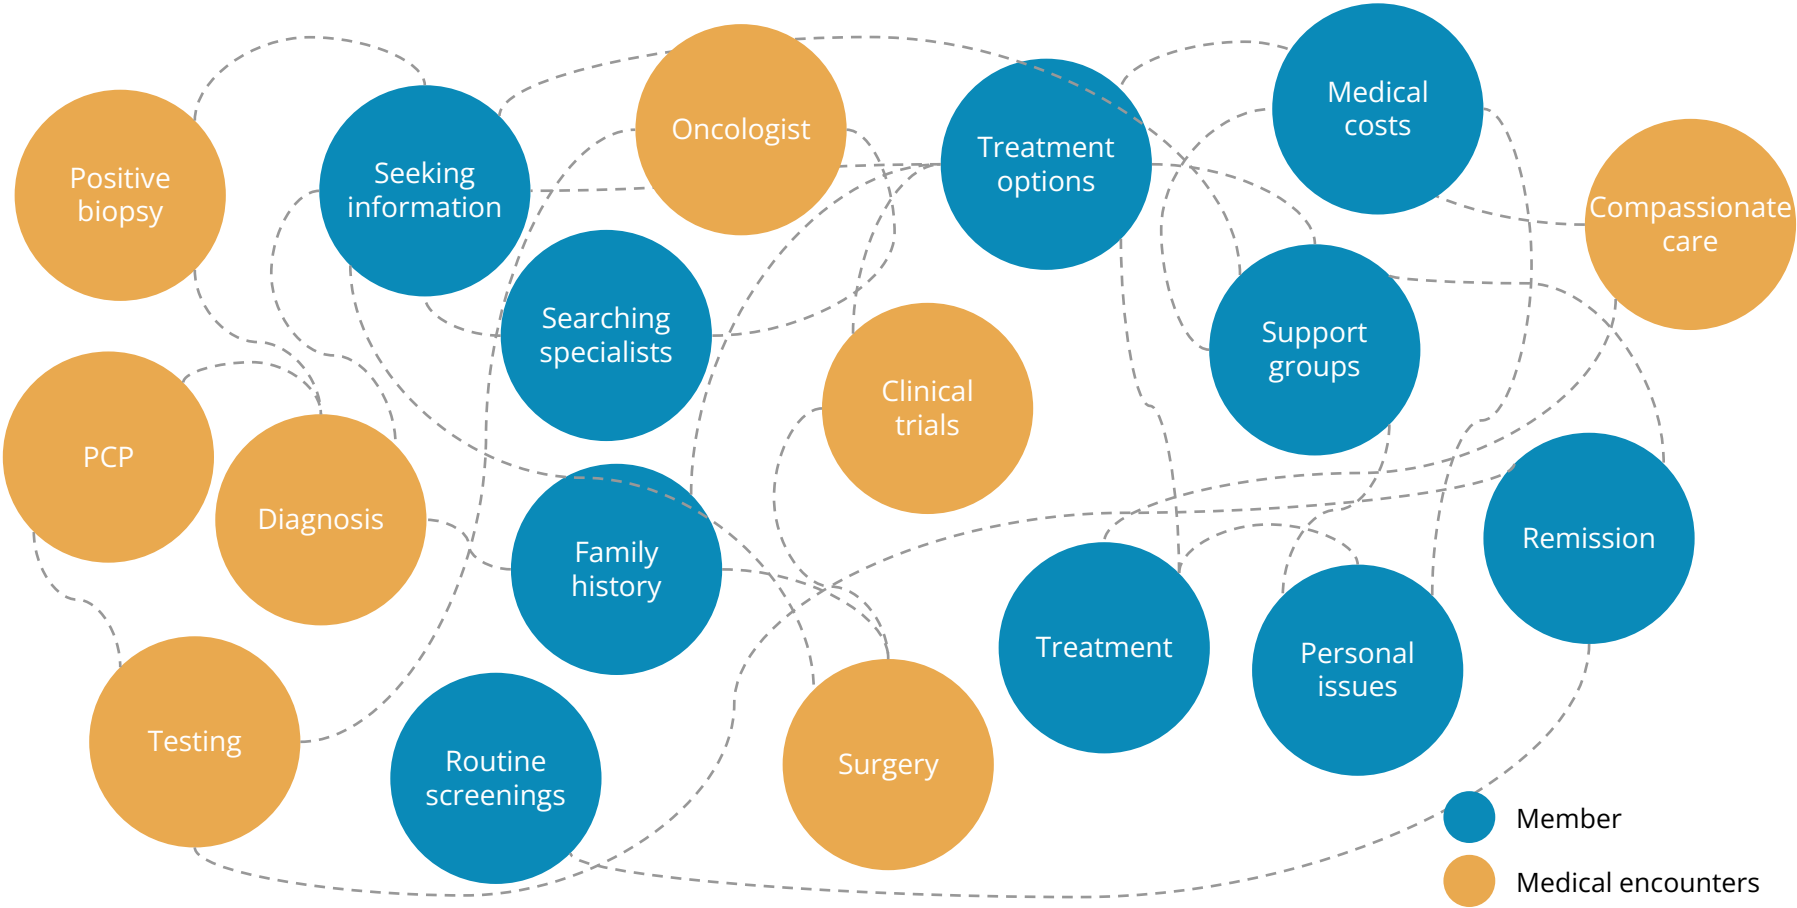 Positive
biopsy
Seeking
information
Oncologist
Treatment
options
Medical
costs
Compassionate
care
Searching
specialists
Support
groups
Clinical
trials
PCP
Diagnosis
Family
history
Remission
Treatment
Personal
issues
Testing
Routine
screenings
Surgery
Member
Medical encounters